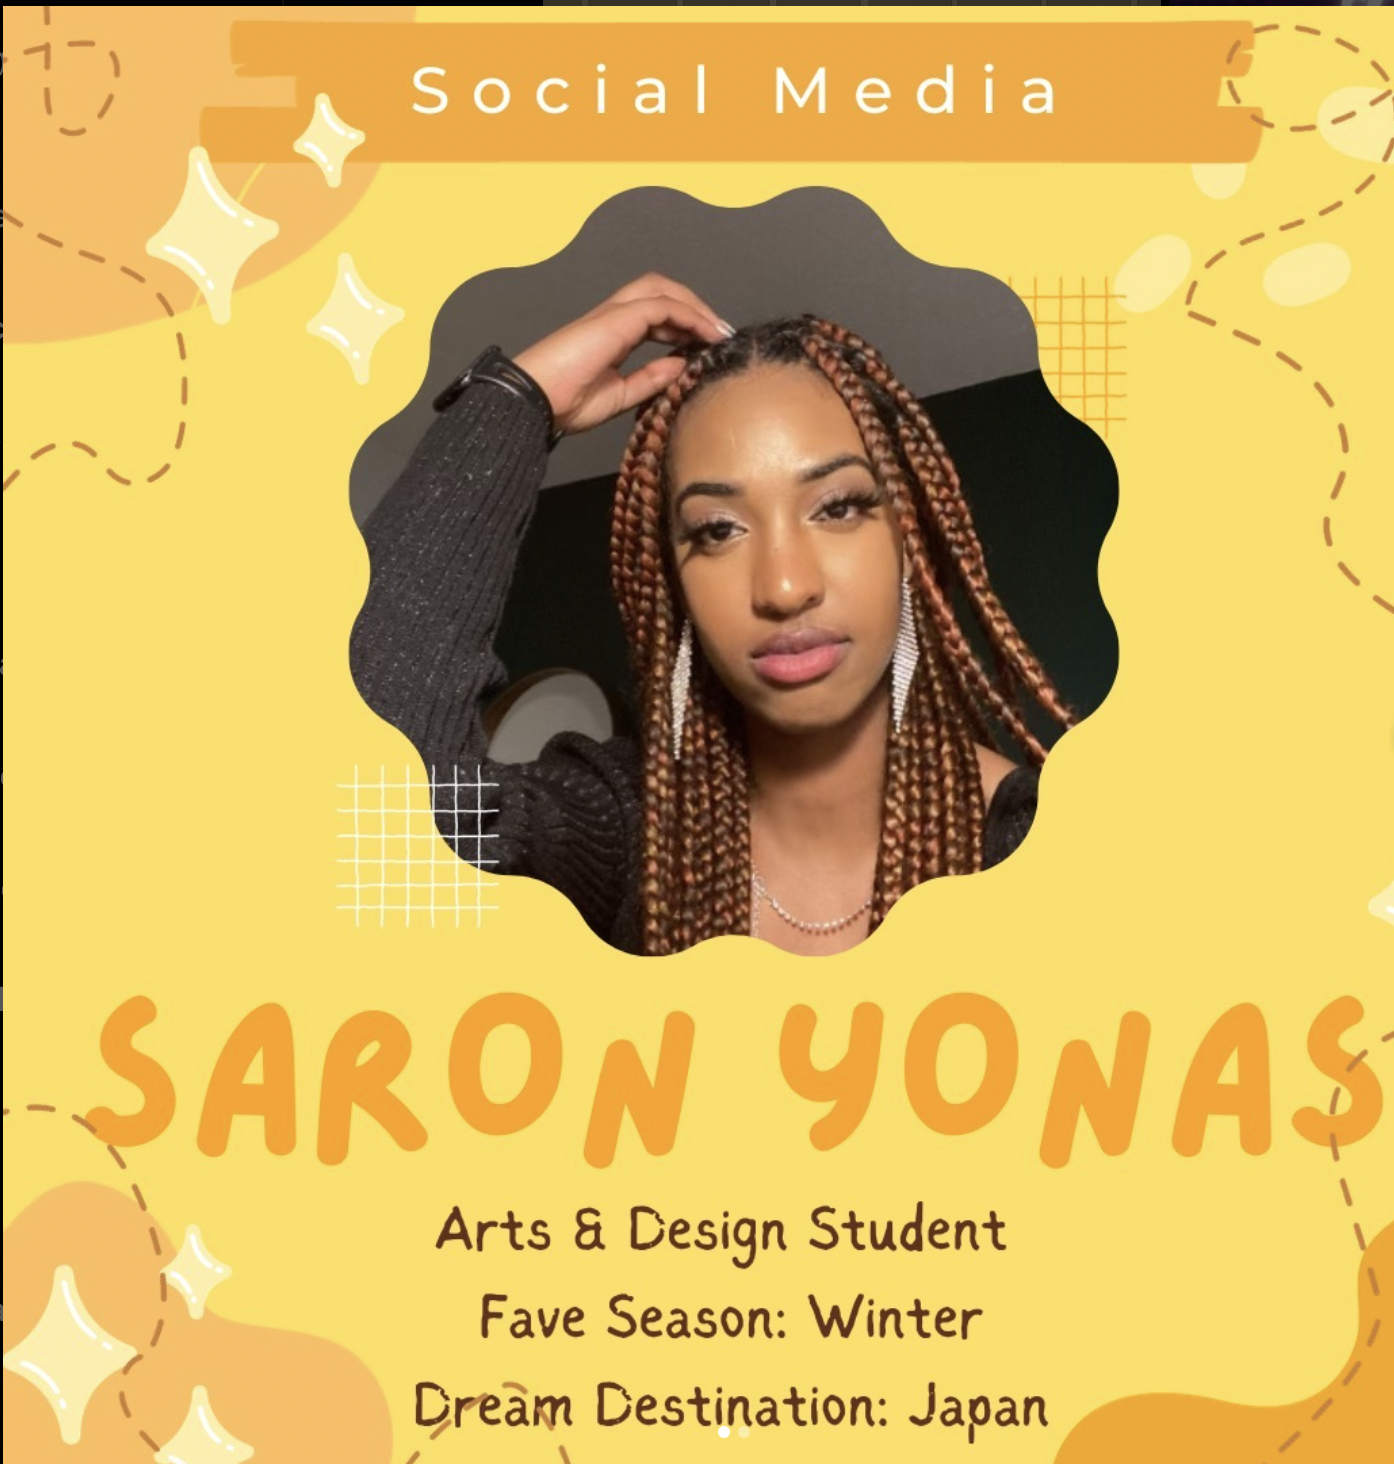 Social Media
SARON YONAS
Arts & Design Student
Fave Season: Winter
Dream Destination: Japan